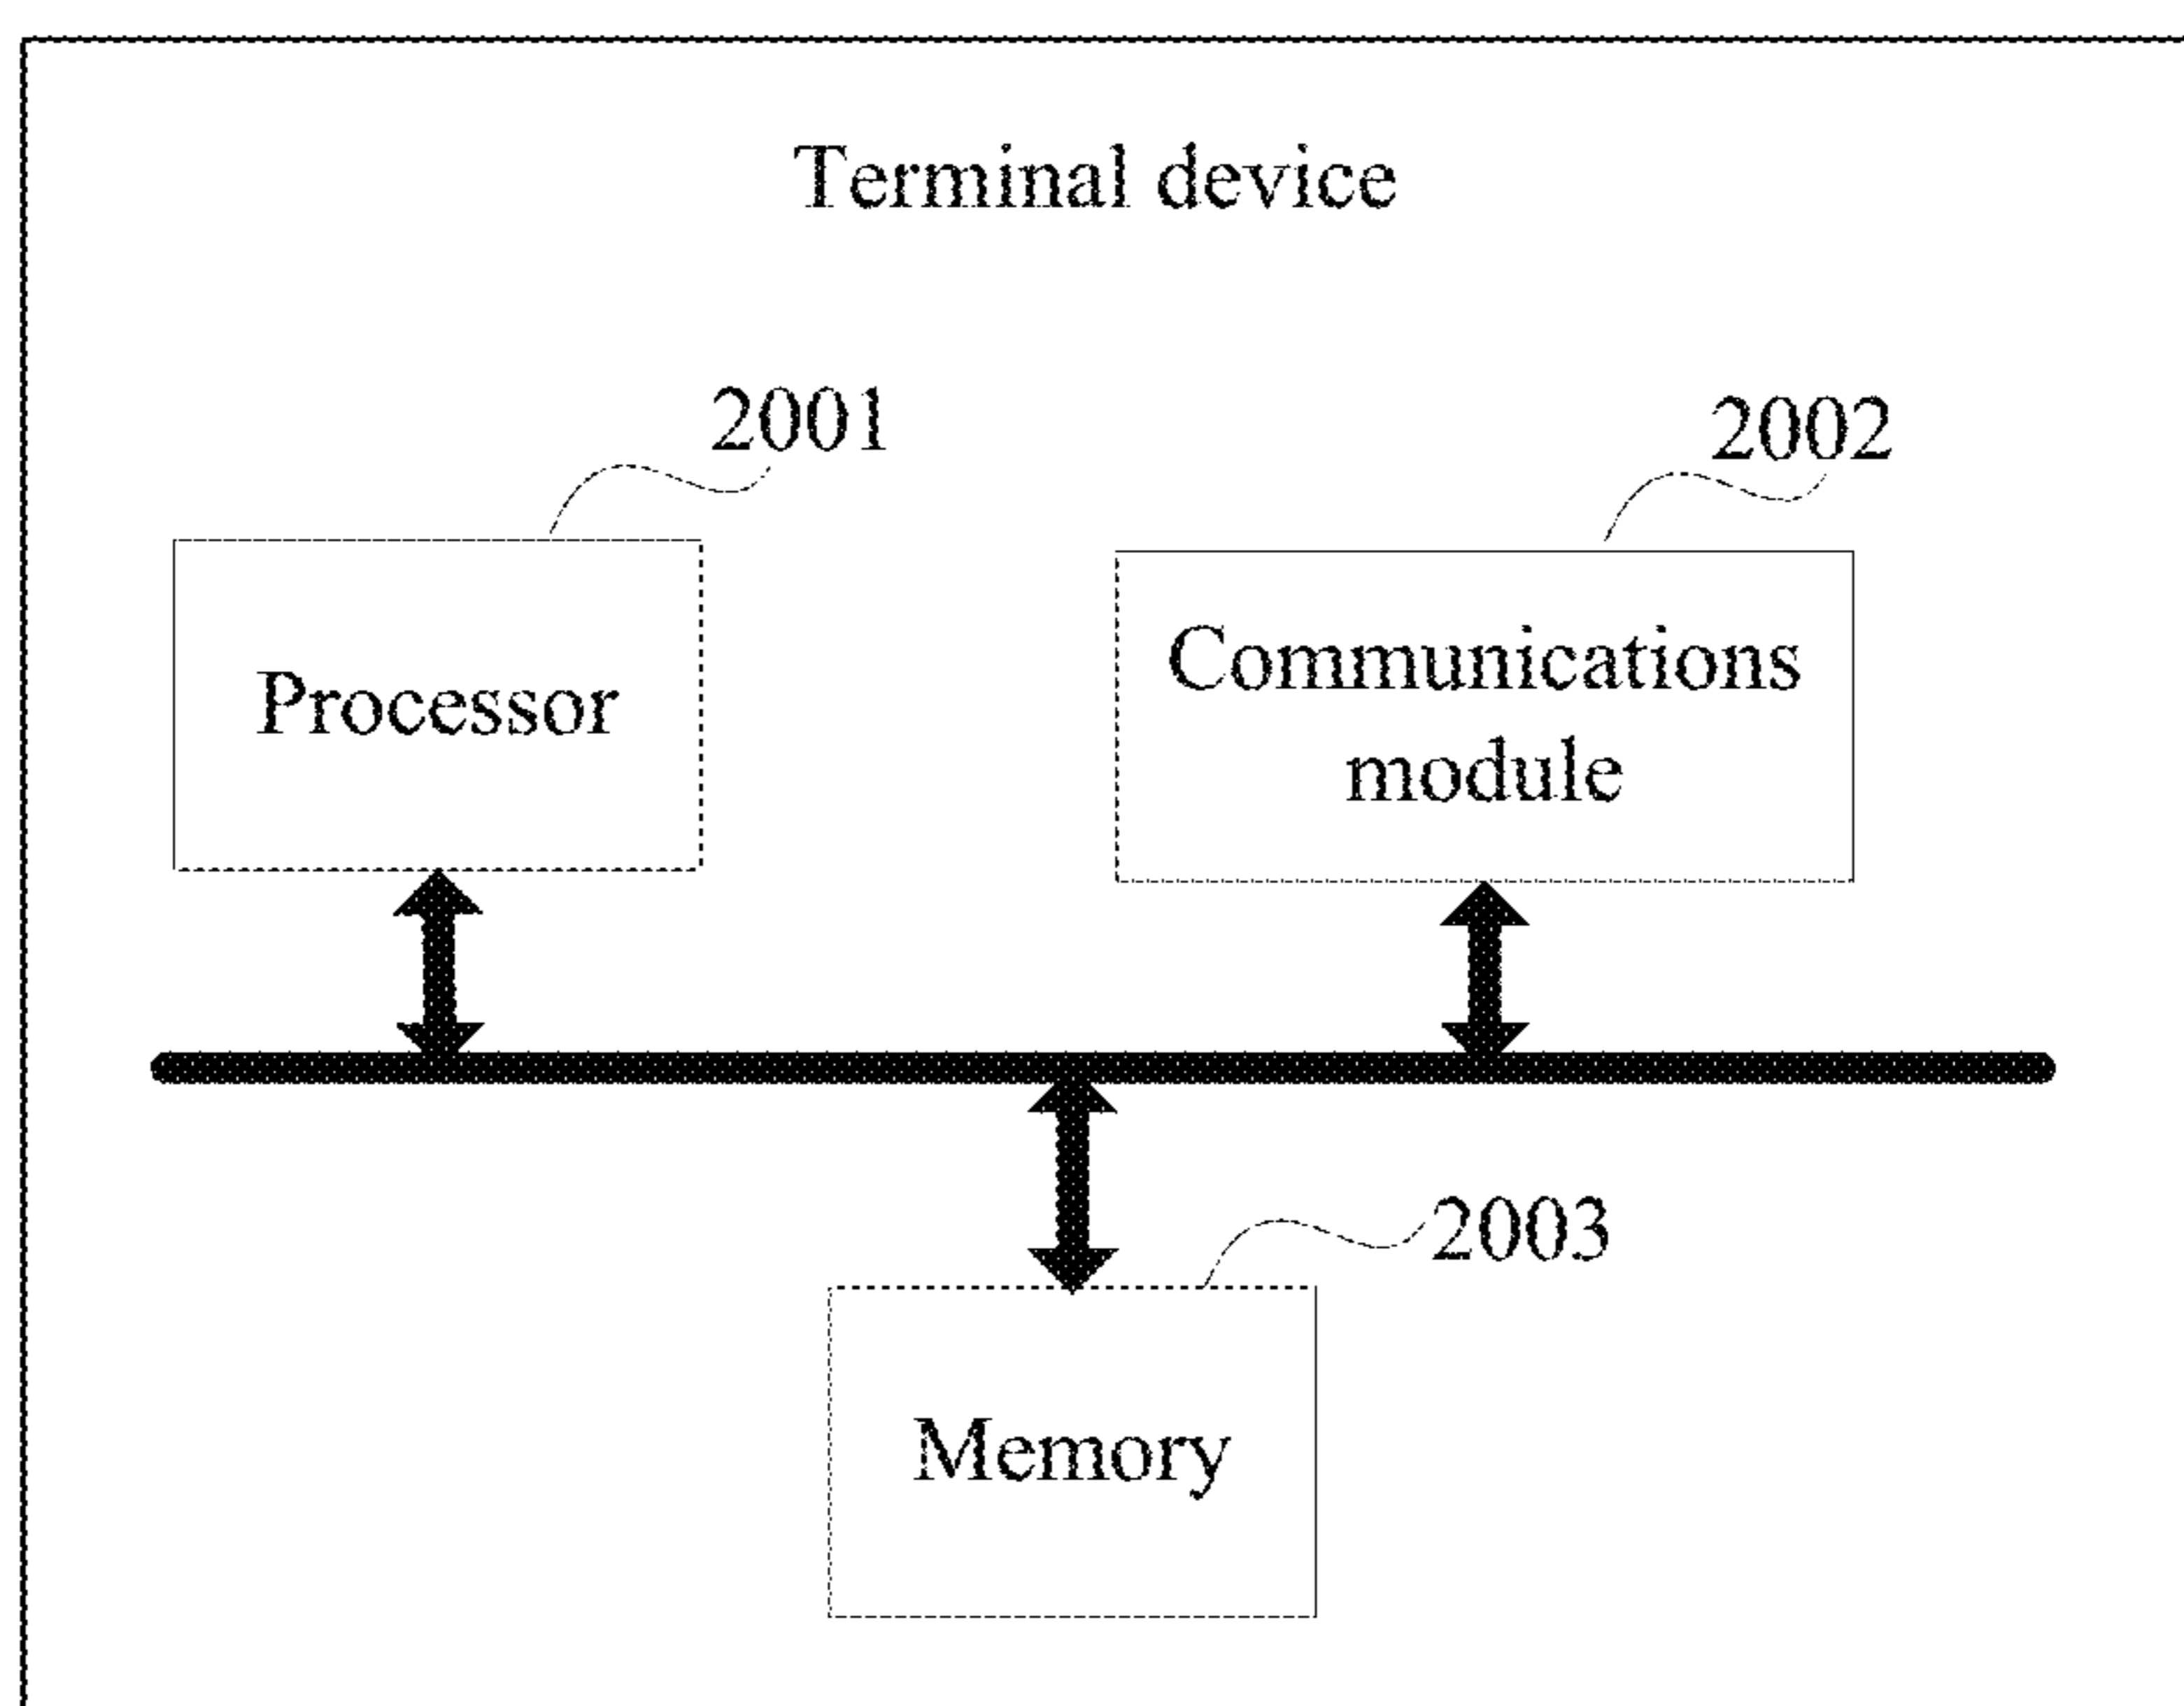 Terminal device
2001
2002
Processor
Communications
module
2003
Memory